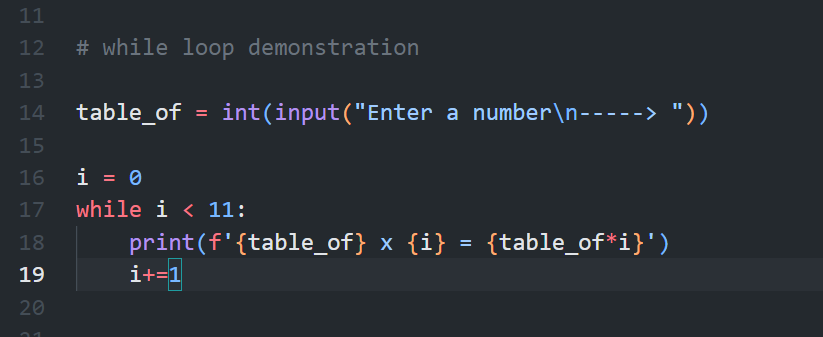 11
12 # while loop demonstration
13
14 table_of = int(input("Enter a number\n-----> "))
15
16 i = 0
17 while i < 11:
18     print(f'{table_of} x {i} = {table_of*i}')
19     i+=1
20